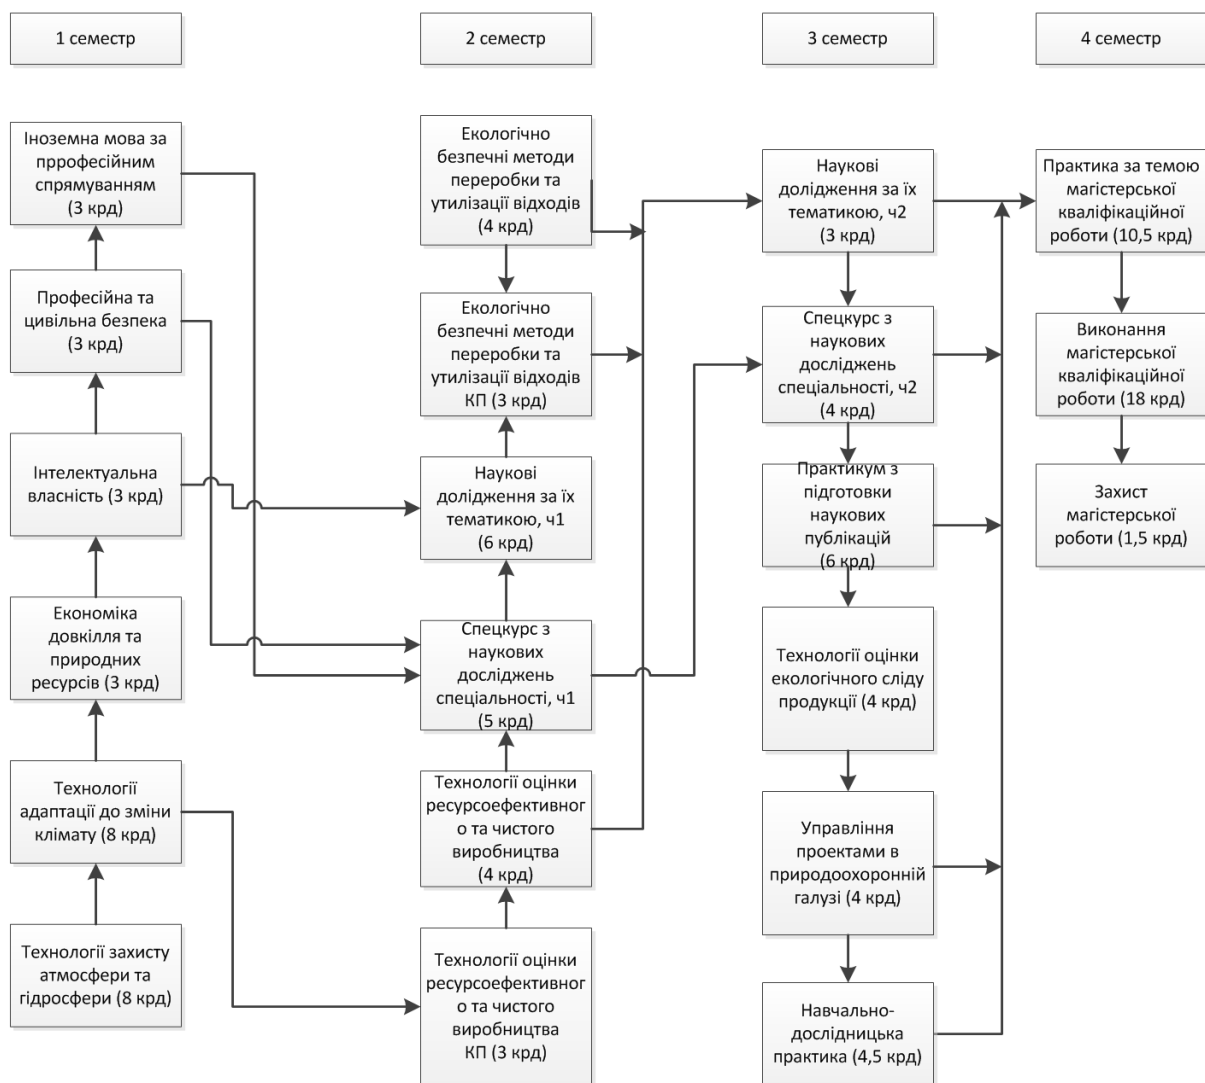 1 семестр
2 семестр
3 семестр
4 семестр
Іноземна мова за
пррофесійним
спрямуванням
(3 крд)
Професійна та
цивільна безпека
(3 крд)
Інтелектуальна
власність (3 крд)
Економіка
довкілля та
природних
ресурсів (3 крд)
Технології
адаптації до зміни
клімату (8 крд)
Технології захисту
атмосфери та
гідросфери (8 крд)
Екологічно
безпечні методи
переробки та
утилізації відходів
(4 крд)
Екологічно
безпечні методи
переробки та
утилізації відходів
КП (3 крд)
Наукові
долідження за їх
тематикою, ч1
(6 крд)
Спецкурс з
наукових
досліджень
спеціальності, ч1
(5 крд)
Технології оцінки
ресурсоефективног
о та чистого
виробництва
(4 крд)
Технології оцінки
ресурсоефективног
о та чистого
виробництва
КП (3 крд)
Наукові
долідження за їх
тематикою, ч2
(3 крд)
Спецкурс з
наукових
досліджень
спеціальності, ч2
(4 крд)
Практикум з
підготовки
наукових
публікацій
(6 крд)
Технології оцінки
екологічного сліду
продукції (4 крд)
Управління
проектами в
природоохоронній
галузі (4 крд)
Навчально-
дослідницька
практика (4,5 крд)
Практика за темою
магістерської
кваліфікаційної
роботи (10,5 крд)
Виконання
магістерської
кваліфікаційної
роботи (18 крд)
Захист
магістерської
роботи (1,5 крд)